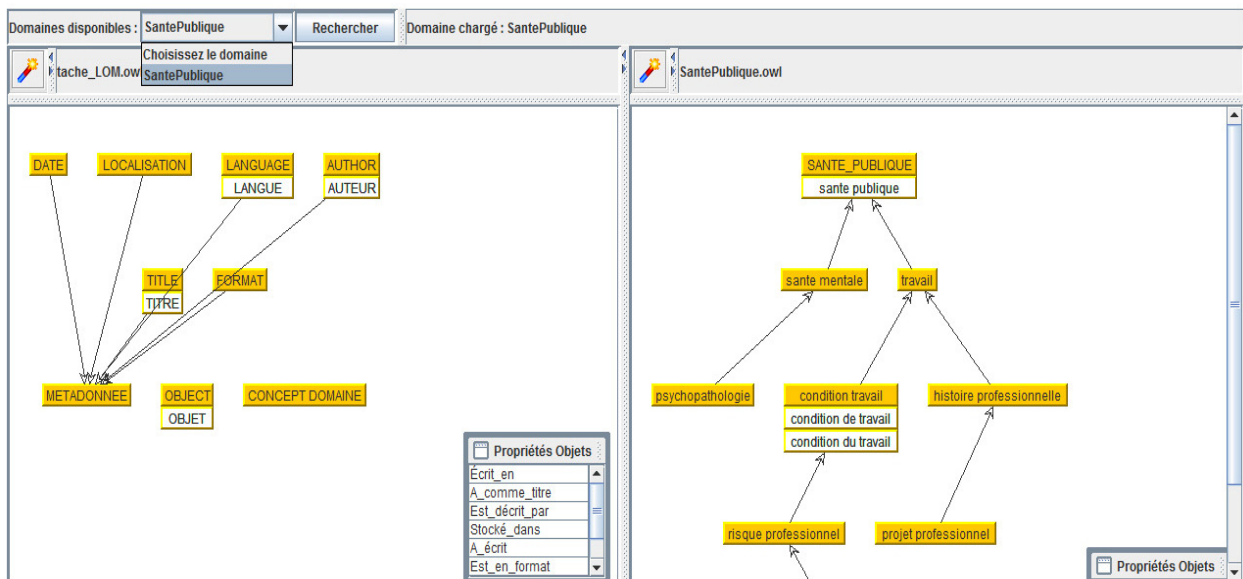 Domaines disponibles : SantePublique Rechercher Domaine chargé : SantePublique
Choisissez le domaine
SantePublique
tache_LOM.ow
SantePublique.owl
DATE LOCALISATION LANGUAGE AUTHOR
LANGUE AUTEUR
TITLE FORMAT
TITRE
METADONNEE OBJECT CONCEPT DOMAINE
OBJET
Propriétés Objets
Écrit_en
A_comme_titre
Est_décrit_par
Stocké_dans
A_écrit
Est_en_format
SANTE_PUBLIQUE
sante publique
sante mentale travail
psychopathologie condition travail histoire professionnelle
condition de travail
condition du travail
risque professionnel projet professionnel
Propriétés Objets